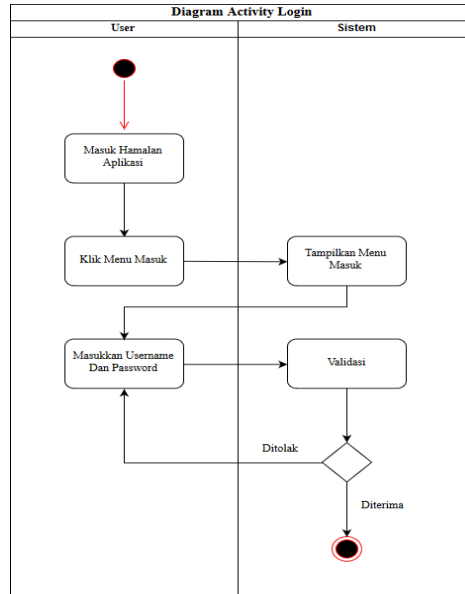 Diagram Activity Login
User
Sistem
Masuk Hamalan
Aplikasi
Klik Menu Masuk
Tampilkan Menu
Masuk
Masukkan Username
Dan Password
Validasi
Ditolak
Diterima